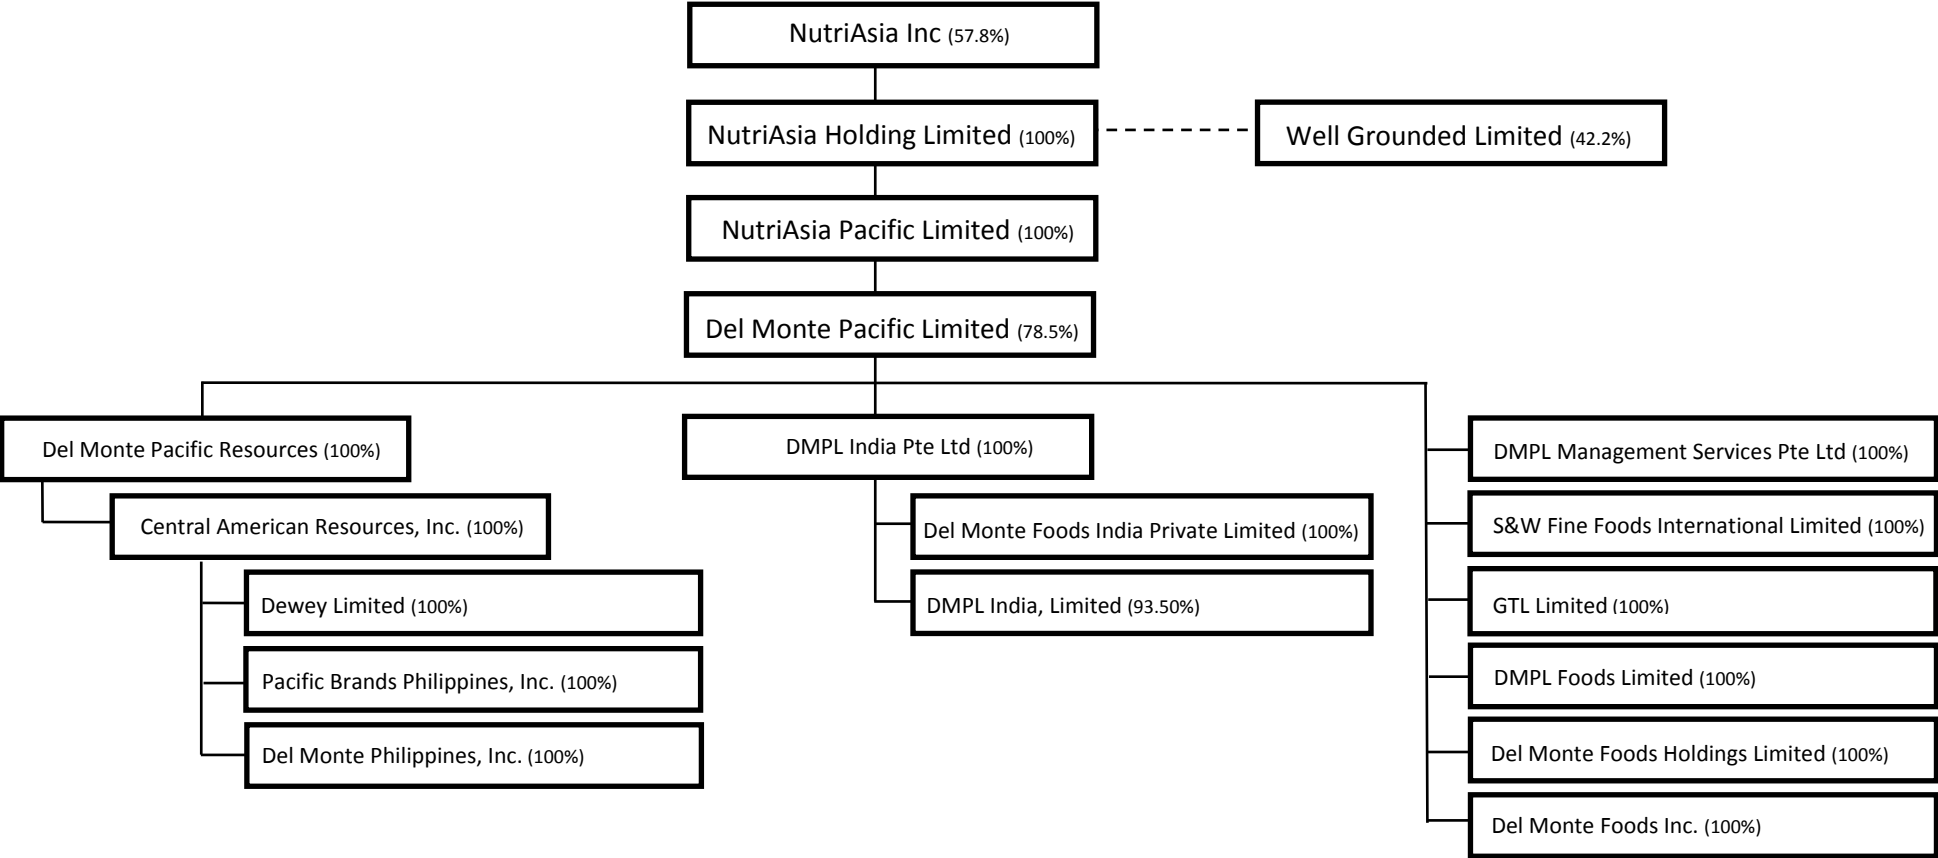 NutriAsia Inc (57.8%)
NutriAsia Holding Limited (100%)
Well Grounded Limited (42.2%)
NutriAsia Pacific Limited (100%)
Del Monte Pacific Limited (78.5%)
Del Monte Pacific Resources (100%)
Central American Resources, Inc. (100%)
Dewey Limited (100%)
Pacific Brands Philippines, Inc. (100%)
Del Monte Philippines, Inc. (100%)
DMPL India Pte Ltd (100%)
Del Monte Foods India Private Limited (100%)
DMPL India, Limited (93.50%)
DMPL Management Services Pte Ltd (100%)
S&W Fine Foods International Limited (100%)
GTL Limited (100%)
DMPL Foods Limited (100%)
Del Monte Foods Holdings Limited (100%)
Del Monte Foods Inc. (100%)